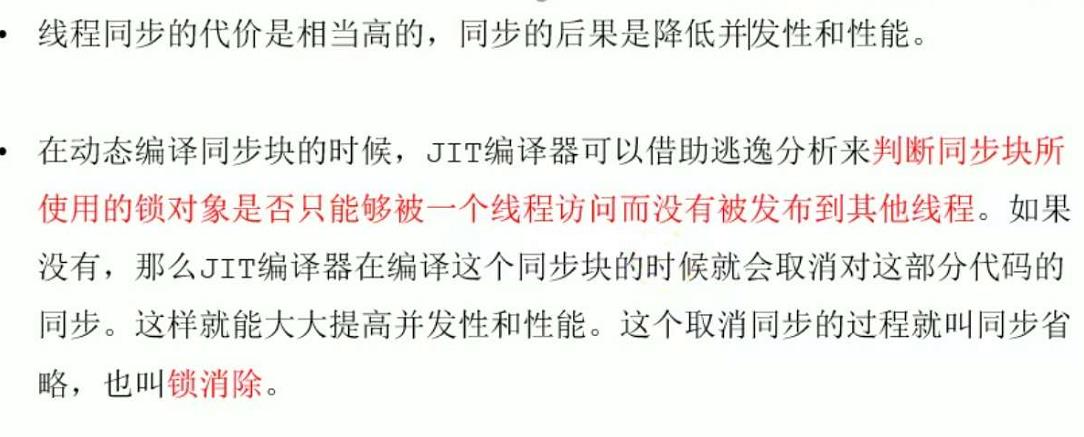 • 线程同步的代价是相当高的，同步的后果是降低并发性和性能。
• 在动态编译同步块的时候，JIT编译器可以借助逃逸分析来判断同步块所
使用的锁对象是否只能够被一个线程访问而没有被发布到其他线程。如果
没有，那么JIT编译器在编译这个同步块的时候就会取消对这部分代码的
同步。这样就能大大提高并发性和性能。这个取消同步的过程就叫同步省
略，也叫锁消除。